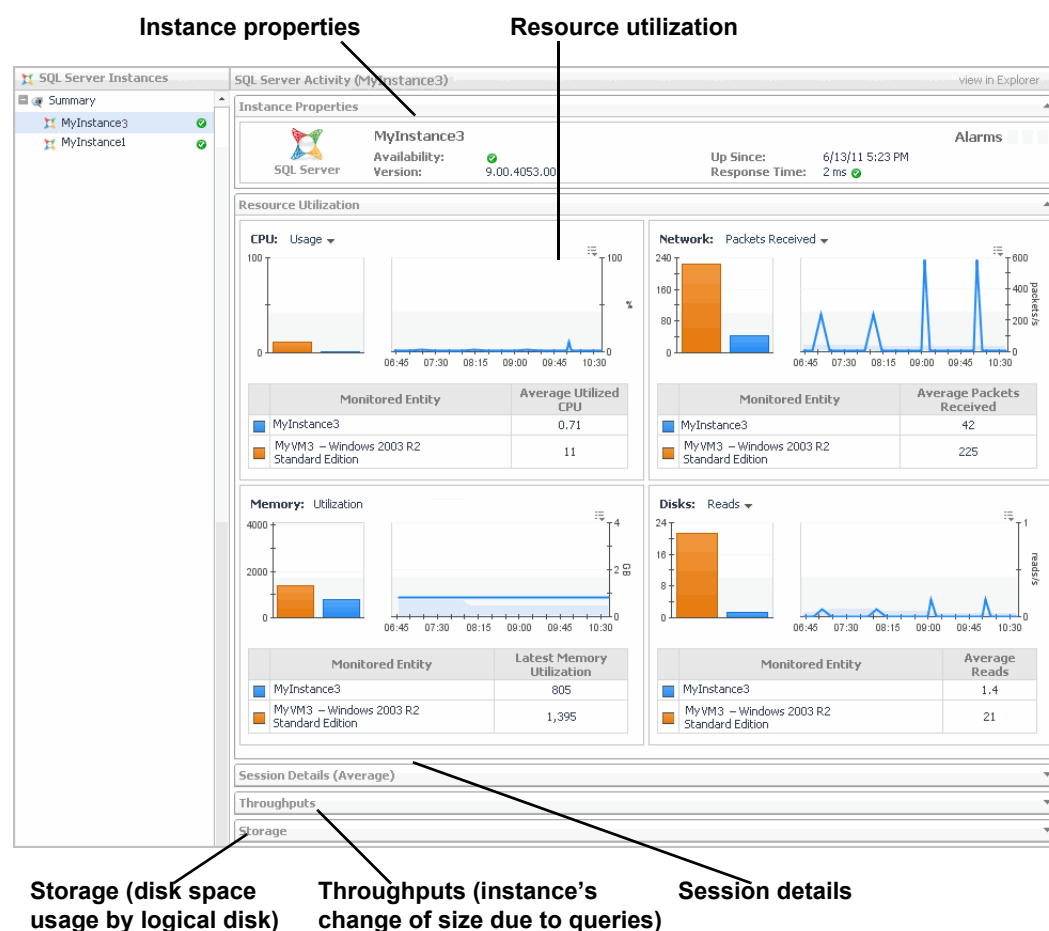 Instance properties
Resource utilization
SQL Server Instances
Summary
MyInstance3
MyInstance1
SQL Server Activity (MyInstance3)
view in Explorer
Instance Properties
SQL Server
MyInstance3
Alarms
Availability:
Up Since: 6/13/11 5:23 PM
Version: 9.00.4053.00
Response Time: 2 ms
Resource Utilization
CPU: Usage
100
0
100
0
%
06:45 07:30 08:15 09:00 09:45 10:30
Monitored Entity
Average Utilized
CPU
MyInstance3 0.71
MyVM3 – Windows 2003 R2
Standard Edition
11
Network: Packets Received
240
160
80
0
600
400
200
0
packets/s
06:45 07:30 08:15 09:00 09:45 10:30
Monitored Entity
Average Packets
Received
MyInstance3 42
MyVM3 – Windows 2003 R2
Standard Edition
225
Memory: Utilization
4000
2000
0
4
2
0
GB
06:45 07:30 08:15 09:00 09:45 10:30
Monitored Entity
Latest Memory
Utilization
MyInstance3 805
MyVM3 – Windows 2003 R2
Standard Edition
1,395
Disks: Reads
24
16
8
0
1
0
reads/s
06:45 07:30 08:15 09:00 09:45 10:30
Monitored Entity
Average
Reads
MyInstance3 1.4
MyVM3 – Windows 2003 R2
Standard Edition
21
Session Details (Average)
Throughputs
Storage
Storage (disk space
usage by logical disk)
Throughputs (instance's
change of size due to queries)
Session details